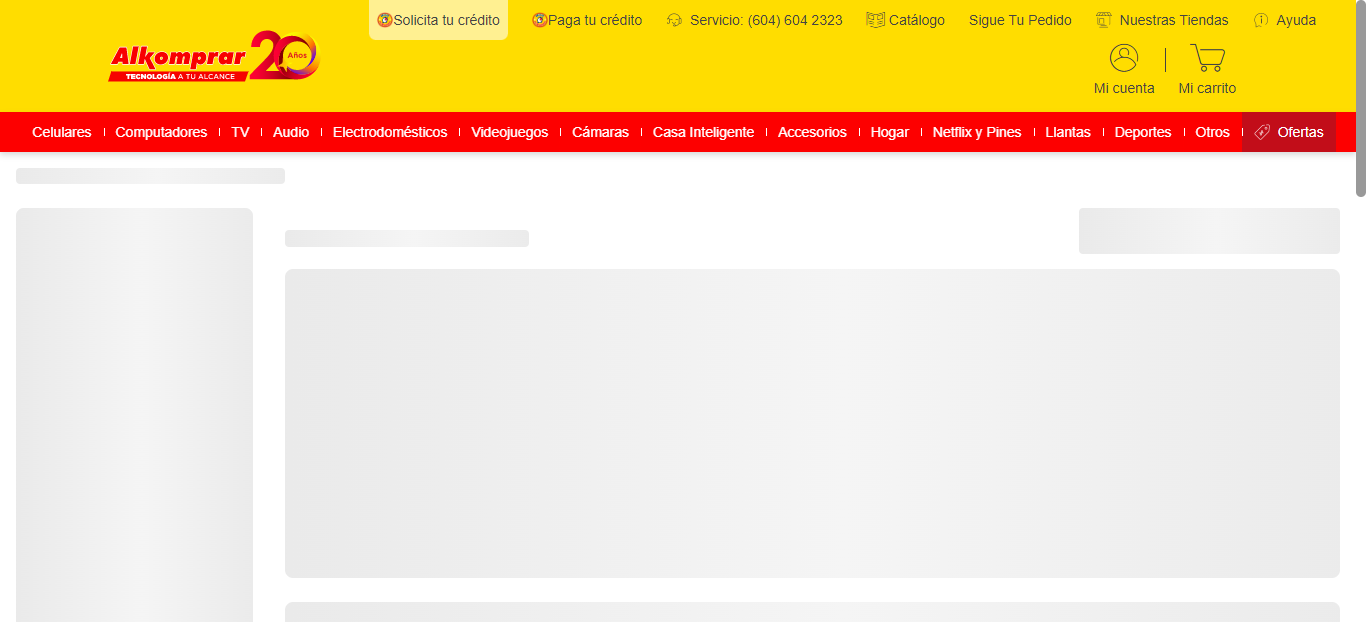 Solicita tu crédito
Paga tu crédito
Servicio: (604) 604 2323
Catálogo
Sigue Tu Pedido
Nuestras Tiendas
Ayuda
Alkomprar 20 Años
TECNOLOGÍA A TU ALCANCE
Mi cuenta
Mi carrito
Celulares
Computadores
TV
Audio
Electrodomésticos
Videojuegos
Cámaras
Casa Inteligente
Accesorios
Hogar
Netflix y Pines
Llantas
Deportes
Otros
Ofertas